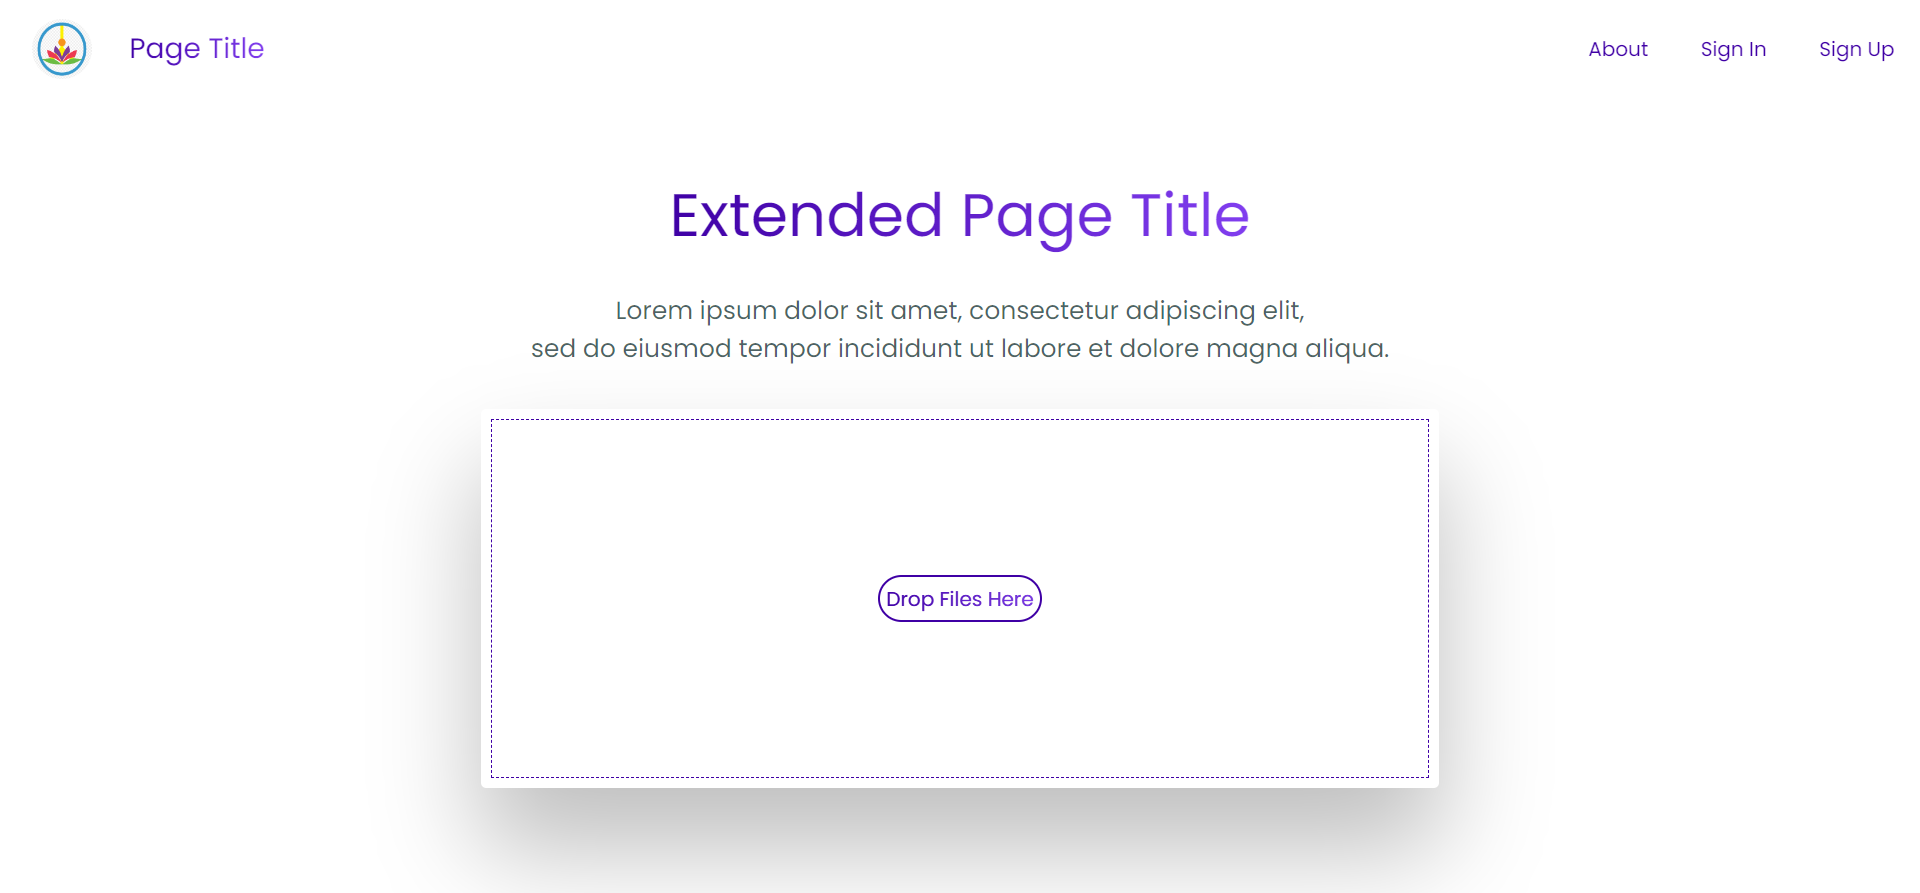 Page Title
About
Sign In
Sign Up
Extended Page Title
Lorem ipsum dolor sit amet, consectetur adipiscing elit,
sed do eiusmod tempor incididunt ut labore et dolore magna aliqua.
Drop Files Here